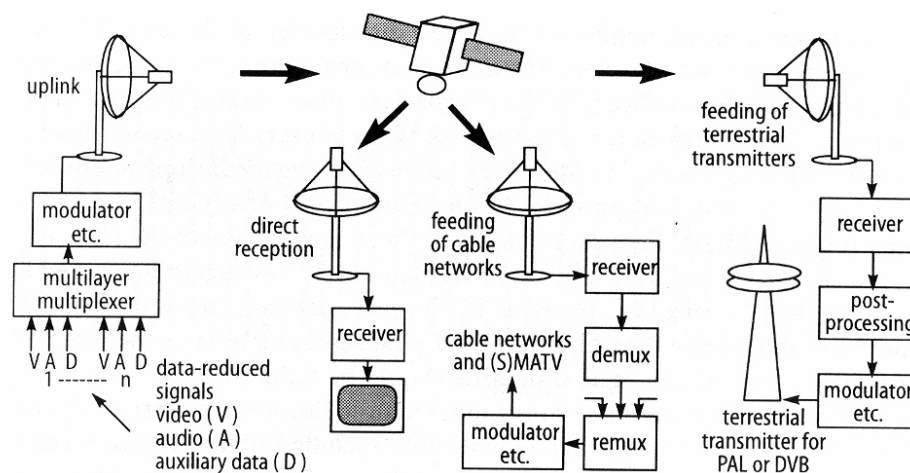 uplink
modulator
etc.
multilayer
multiplexer
V A D V A D
1 -------- n
data-reduced
signals
video ( V )
audio ( A )
auxiliary data ( D )
direct
reception
receiver
feeding
of cable
networks
receiver
demux
remux
modulator
etc.
cable networks
and (S)MATV
feeding of
terrestrial
transmitters
receiver
post-
processing
modulator
etc.
terrestrial
transmitter for
PAL or DVB